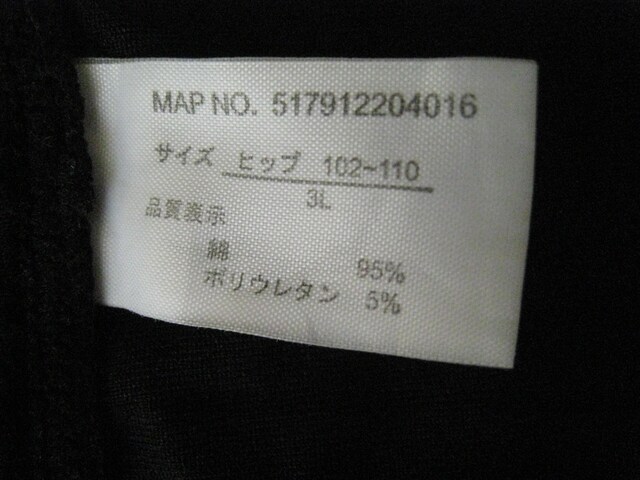 MAP NO. 517912204016
サイズ ヒップ 102~110
3L
品質表示
綿 95%
ポリウレタン 5%